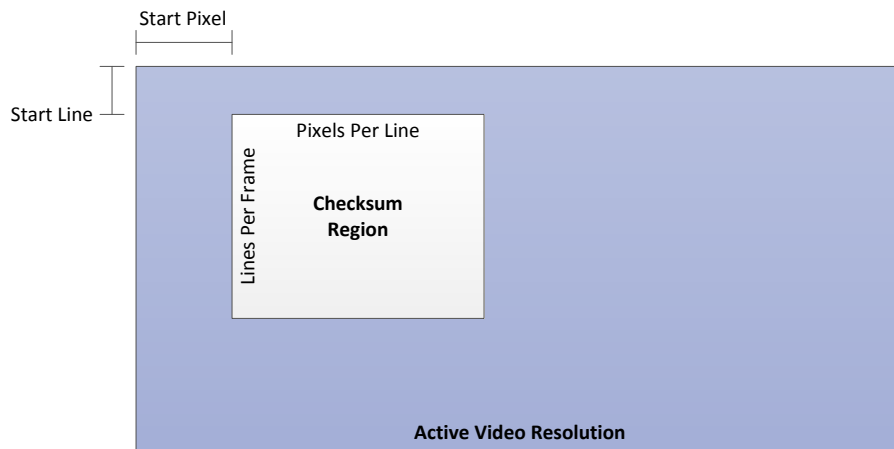 Start Pixel
Start Line
Pixels Per Line
Lines Per Frame
Checksum
Region
Active Video Resolution